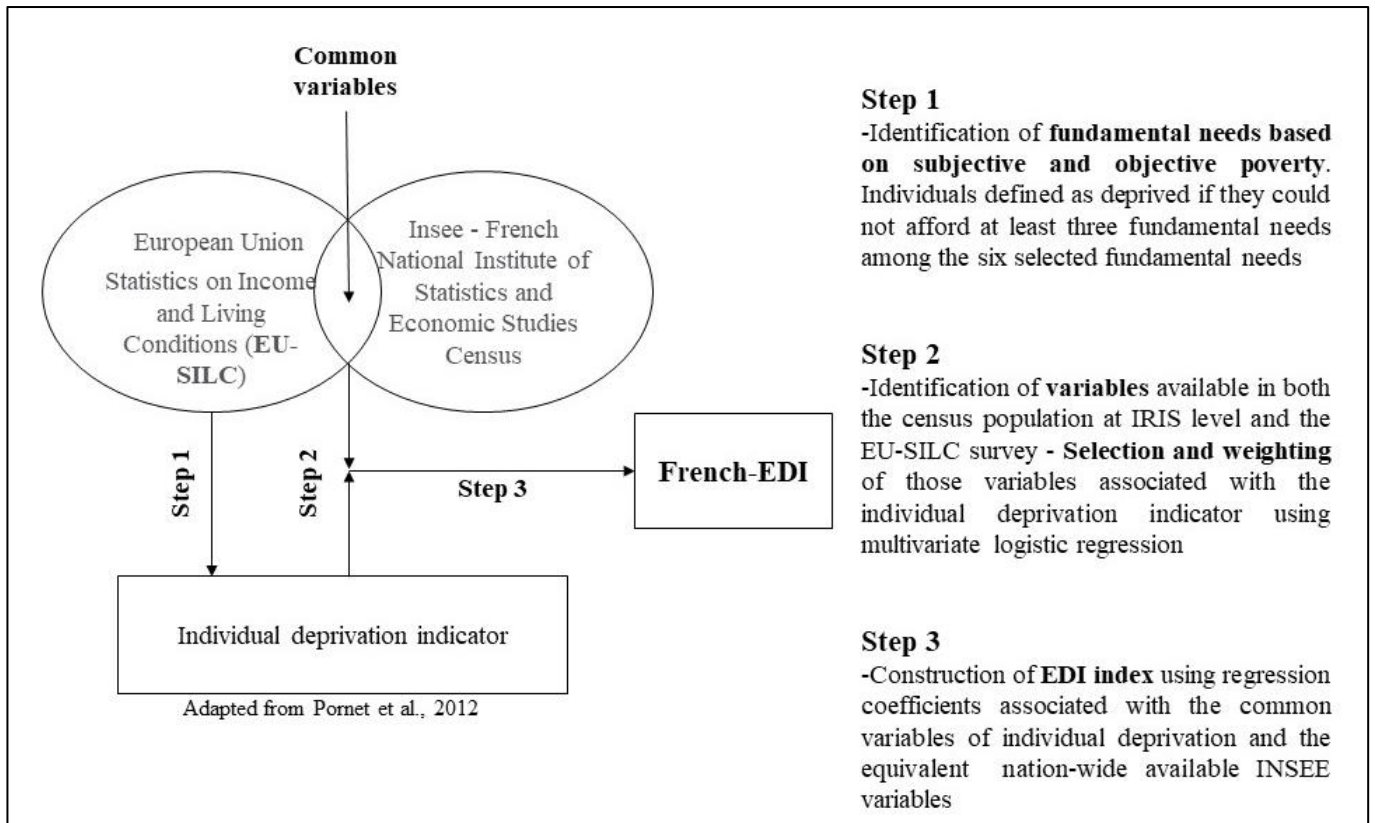 Common
variables
European Union
Statistics on Income
and Living
Conditions (EU-
SILC)
Insee - French
National Institute of
Statistics and
Economic Studies
Census
Step 1
Step 2
Step 3
French-EDI
Individual deprivation indicator
Adapted from Pornet et al., 2012
Step 1
-Identification of fundamental needs based
on subjective and objective poverty.
Individuals defined as deprived if they could
not afford at least three fundamental needs
among the six selected fundamental needs
Step 2
-Identification of variables available in both
the census population at IRIS level and the
EU-SILC survey - Selection and weighting
of those variables associated with the
individual deprivation indicator using
multivariate logistic regression
Step 3
-Construction of EDI index using regression
coefficients associated with the common
variables of individual deprivation and the
equivalent nation-wide available INSEE
variables